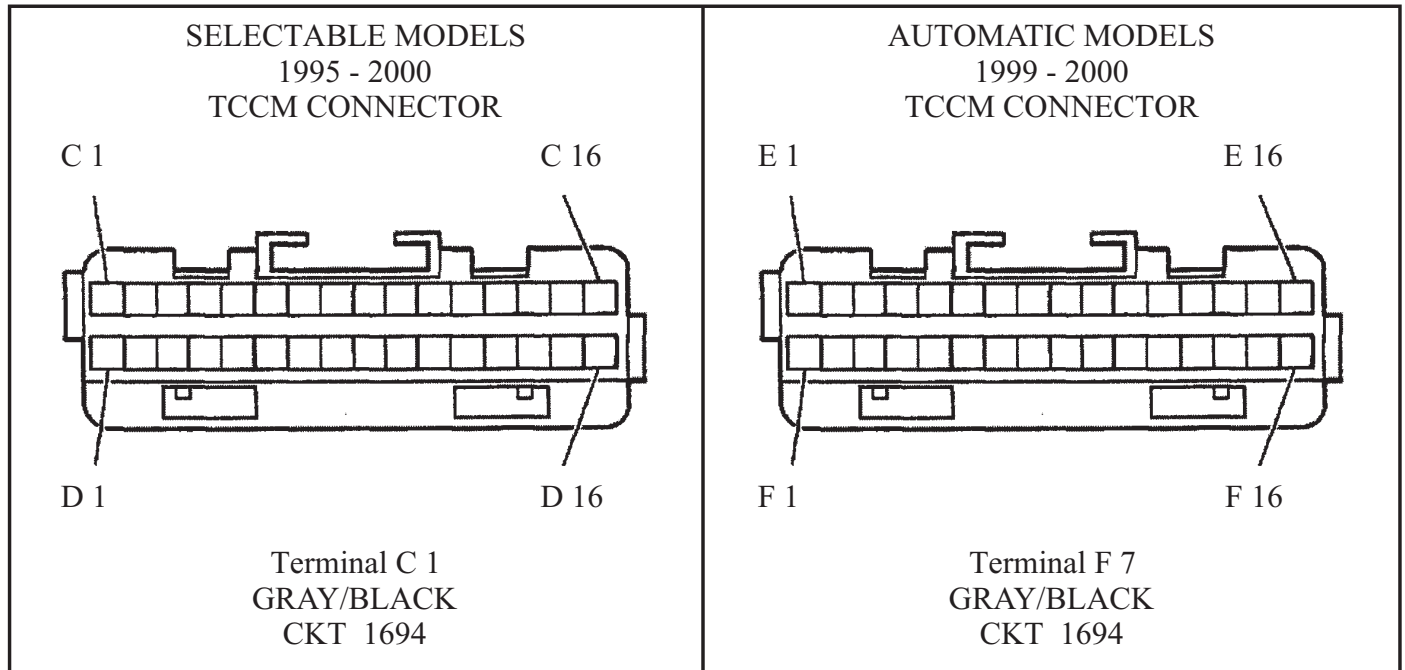 SELECTABLE MODELS
1995 - 2000
TCCM CONNECTOR
C 1
C 16
D 1
D 16
Terminal C 1
GRAY/BLACK
CKT 1694
AUTOMATIC MODELS
1999 - 2000
TCCM CONNECTOR
E 1
E 16
F 1
F 16
Terminal F 7
GRAY/BLACK
CKT 1694